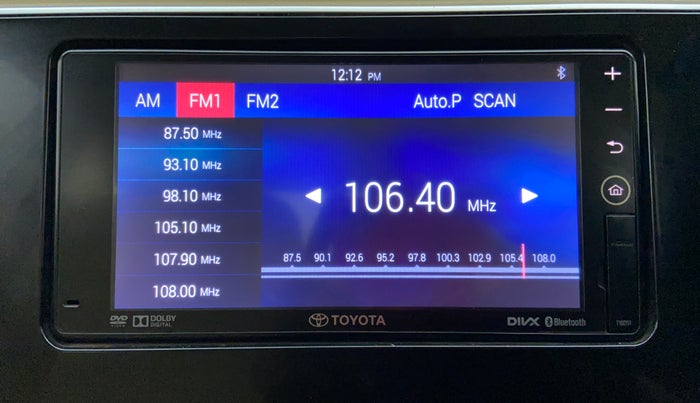 12:12 PM
AM FM1 FM2 Auto.P SCAN
87.50 MHz
93.10 MHz
98.10 MHz
105.10 MHz
107.90 MHz
108.00 MHz
106.40 MHz
87.5 90.1 92.6 95.2 97.8 100.3 102.9 105.4 108.0
DVD VIDEO DOLBY DIGITAL TOYOTA DIVX Bluetooth